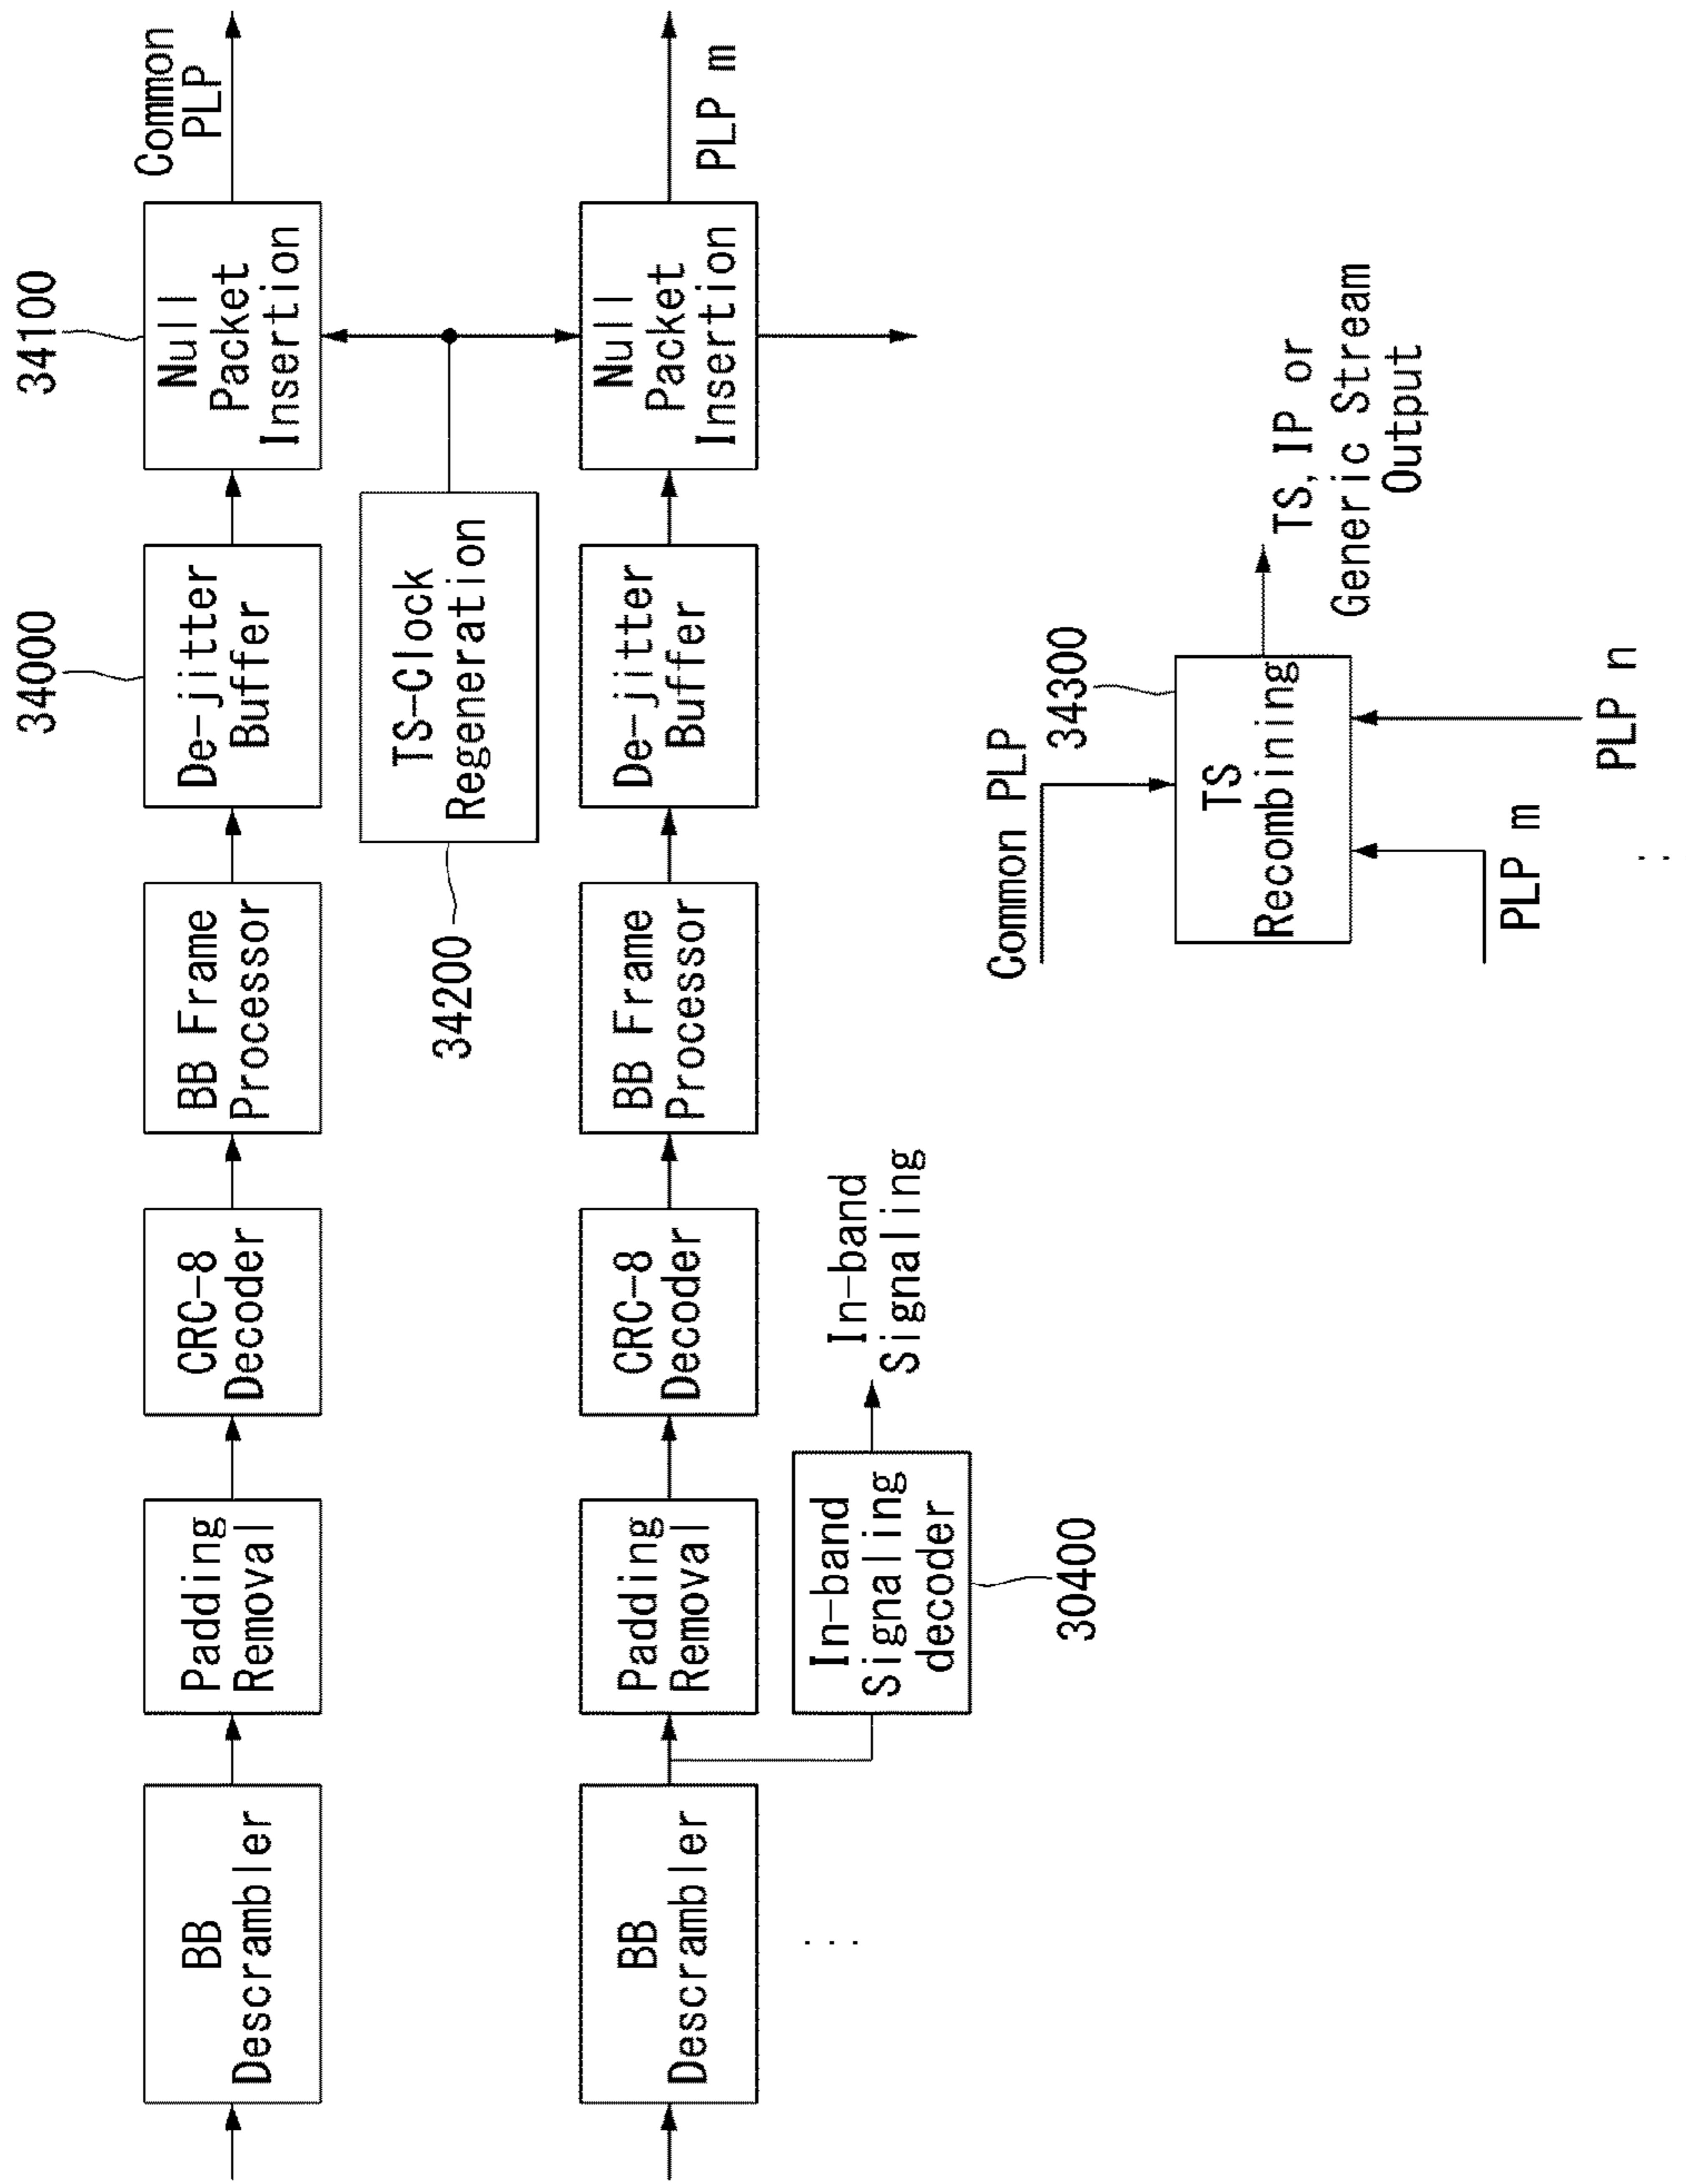 34000
34100
BB
Descrambler
Padding
Removal
CRC-8
Decoder
BB Frame
Processor
De-jitter
Buffer
Null
Packet
Insertion
Common
PLP
34200
TS-Clock
Regeneration
BB
Descrambler
Padding
Removal
CRC-8
Decoder
BB Frame
Processor
De-jitter
Buffer
Null
Packet
Insertion
PLP m
...
In-band
Signaling
decoder
30400
In-band
Signaling
Common PLP
34300
TS
Recombining
TS, IP or
Generic Stream
Output
PLP m
PLP n
..